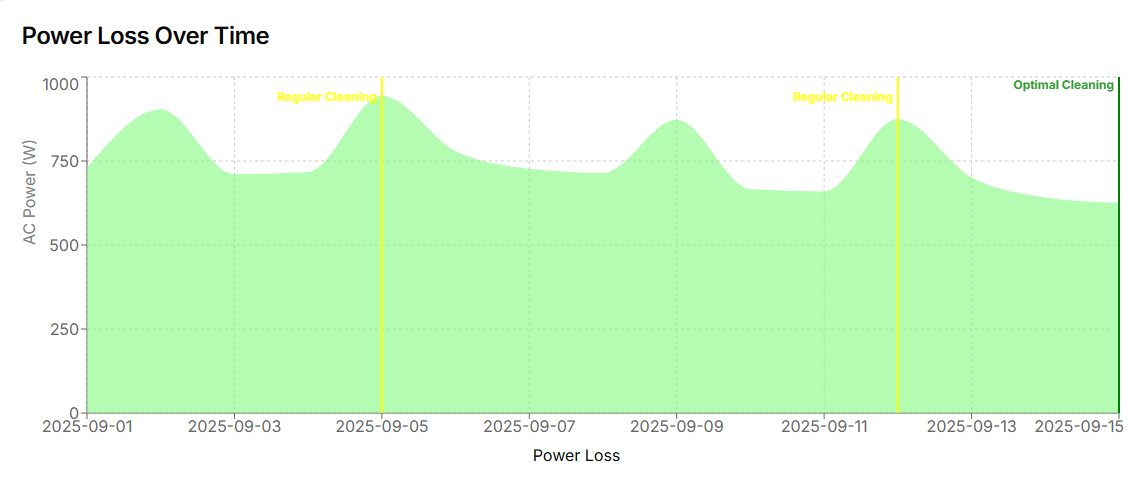 Power Loss Over Time
1000
Optimal Cleaning
Regular Cleaning
Regular Cleaning
750
AC Power (W)
500
250
0
2025-09-01
2025-09-03
2025-09-05
2025-09-07
2025-09-09
2025-09-11
2025-09-13
2025-09-15
Power Loss